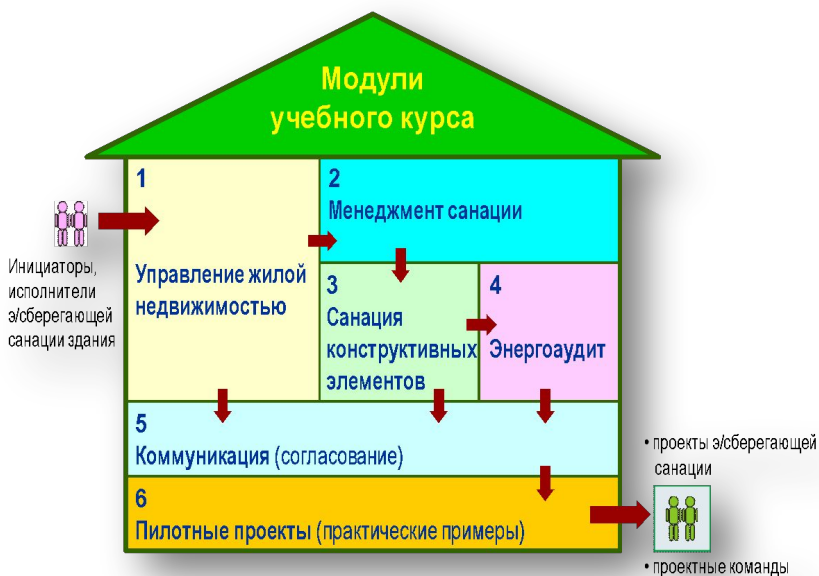 Модули
учебного курса
1
Управление жилой
недвижимостью
2
Менеджмент санации
Инициаторы,
исполнители
э/сберегающей
санации здания
3
Санация
конструктивных
элементов
4
Энергоаудит
5
Коммуникация (согласование)
6
Пилотные проекты (практические примеры)
• проекты э/сберегающей
санации
• проектные команды